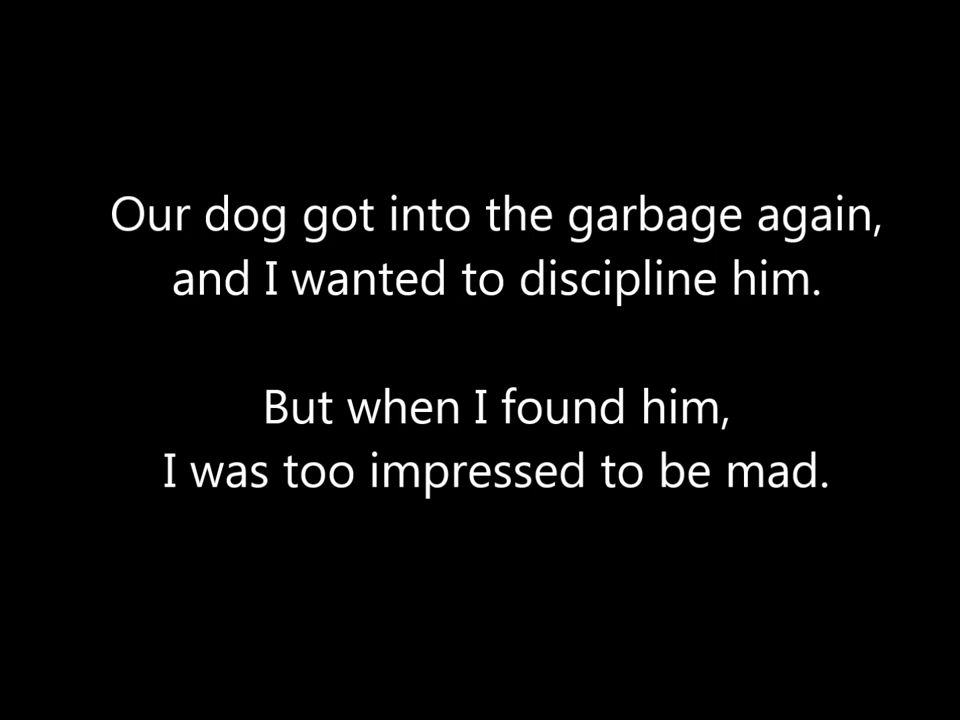 Our dog got into the garbage again,
and I wanted to discipline him.
But when I found him,
I was too impressed to be mad.